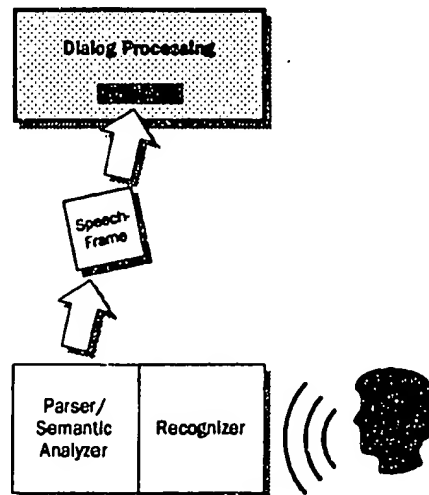 Dialog Processing
Speech-
Frame
Parser/
Semantic
Analyzer
Recognizer